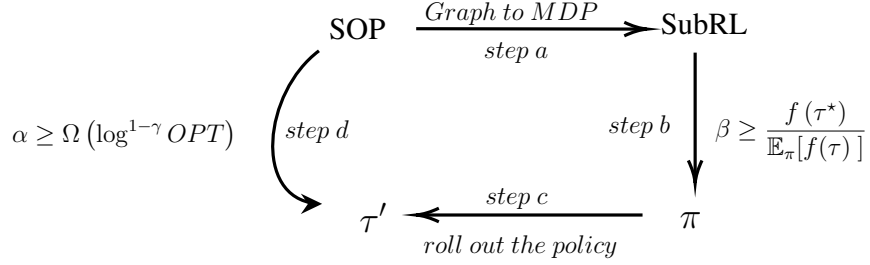 Graph to MDP
SOP
SubRL
step a
α ≥ Ω (log^{1−γ} OPT)
step d
step b
β ≥ f (τ⋆) / 𝔼_π[f(τ) ]
step c
τ′
π
roll out the policy